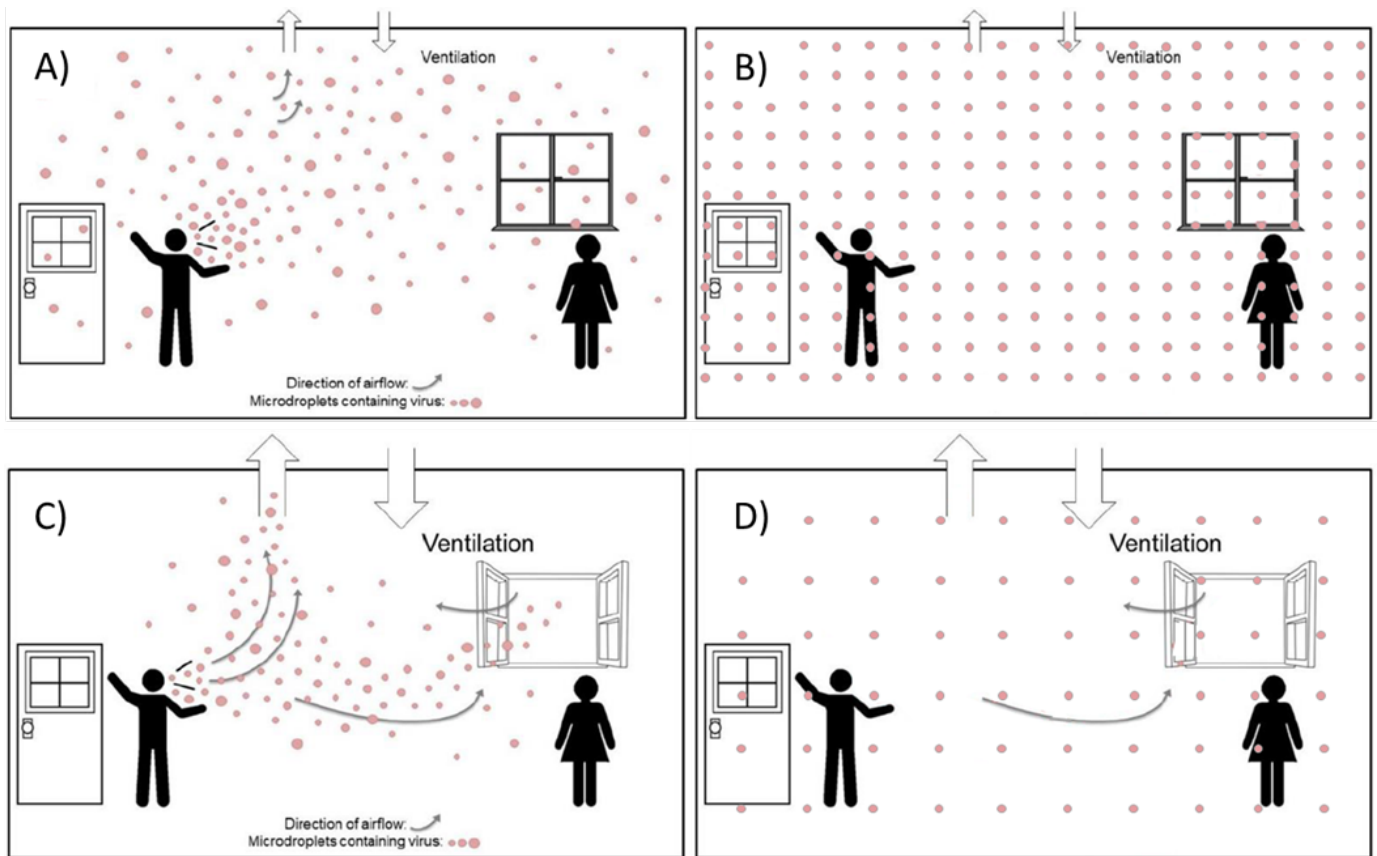 A)
Ventilation
Direction of airflow:
Microdroplets containing virus:
B)
Ventilation
C)
Ventilation
Direction of airflow:
Microdroplets containing virus:
D)
Ventilation